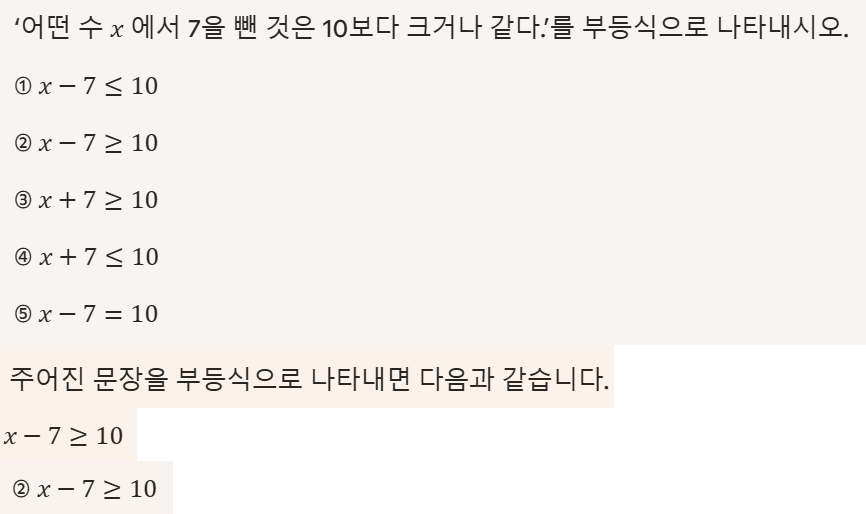 ‘어떤 수 x 에서 7을 뺀 것은 10보다 크거나 같다.’를 부등식으로 나타내시오.
① x − 7 ≤ 10
② x − 7 ≥ 10
③ x + 7 ≥ 10
④ x + 7 ≤ 10
⑤ x − 7 = 10
주어진 문장을 부등식으로 나타내면 다음과 같습니다.
x − 7 ≥ 10
② x − 7 ≥ 10